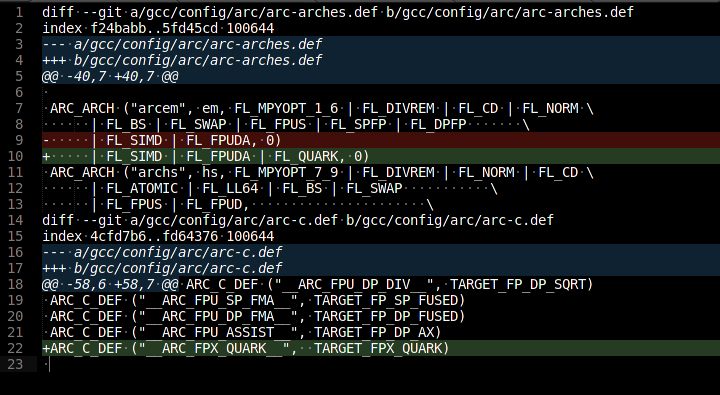 1 diff --git a/gcc/config/arc/arc-arches.def b/gcc/config/arc/arc-arches.def
2 index f24babb..5fd45cd 100644
3 --- a/gcc/config/arc/arc-arches.def
4 +++ b/gcc/config/arc/arc-arches.def
5 @@ -40,7 +40,7 @@
6
7  ARC_ARCH ("arcem", em, FL_MPYOPT_1_6 | FL_DIVREM | FL_CD | FL_NORM \
8       | FL_BS | FL_SWAP | FL_FPUS | FL_SPFP | FL_DPFP       \
9 -     | FL_SIMD | FL_FPUDA, 0)
10 +     | FL_SIMD | FL_FPUDA | FL_QUARK, 0)
11  ARC_ARCH ("archs", hs, FL_MPYOPT_7_9 | FL_DIVREM | FL_NORM | FL_CD \
12       | FL_ATOMIC | FL_LL64 | FL_BS | FL_SWAP           \
13       | FL_FPUS | FL_FPUD,                      \
14 diff --git a/gcc/config/arc/arc-c.def b/gcc/config/arc/arc-c.def
15 index 4cfd7b6..fd64376 100644
16 --- a/gcc/config/arc/arc-c.def
17 +++ b/gcc/config/arc/arc-c.def
18 @@ -58,6 +58,7 @@ ARC_C_DEF ("__ARC_FPU_DP_DIV__", TARGET_FP_DP_SQRT)
19  ARC_C_DEF ("__ARC_FPU_SP_FMA__", TARGET_FP_SP_FUSED)
20  ARC_C_DEF ("__ARC_FPU_DP_FMA__", TARGET_FP_DP_FUSED)
21  ARC_C_DEF ("__ARC_FPU_ASSIST__", TARGET_FP_DP_AX)
22 +ARC_C_DEF ("__ARC_FPX_QUARK__",  TARGET_FPX_QUARK)
23